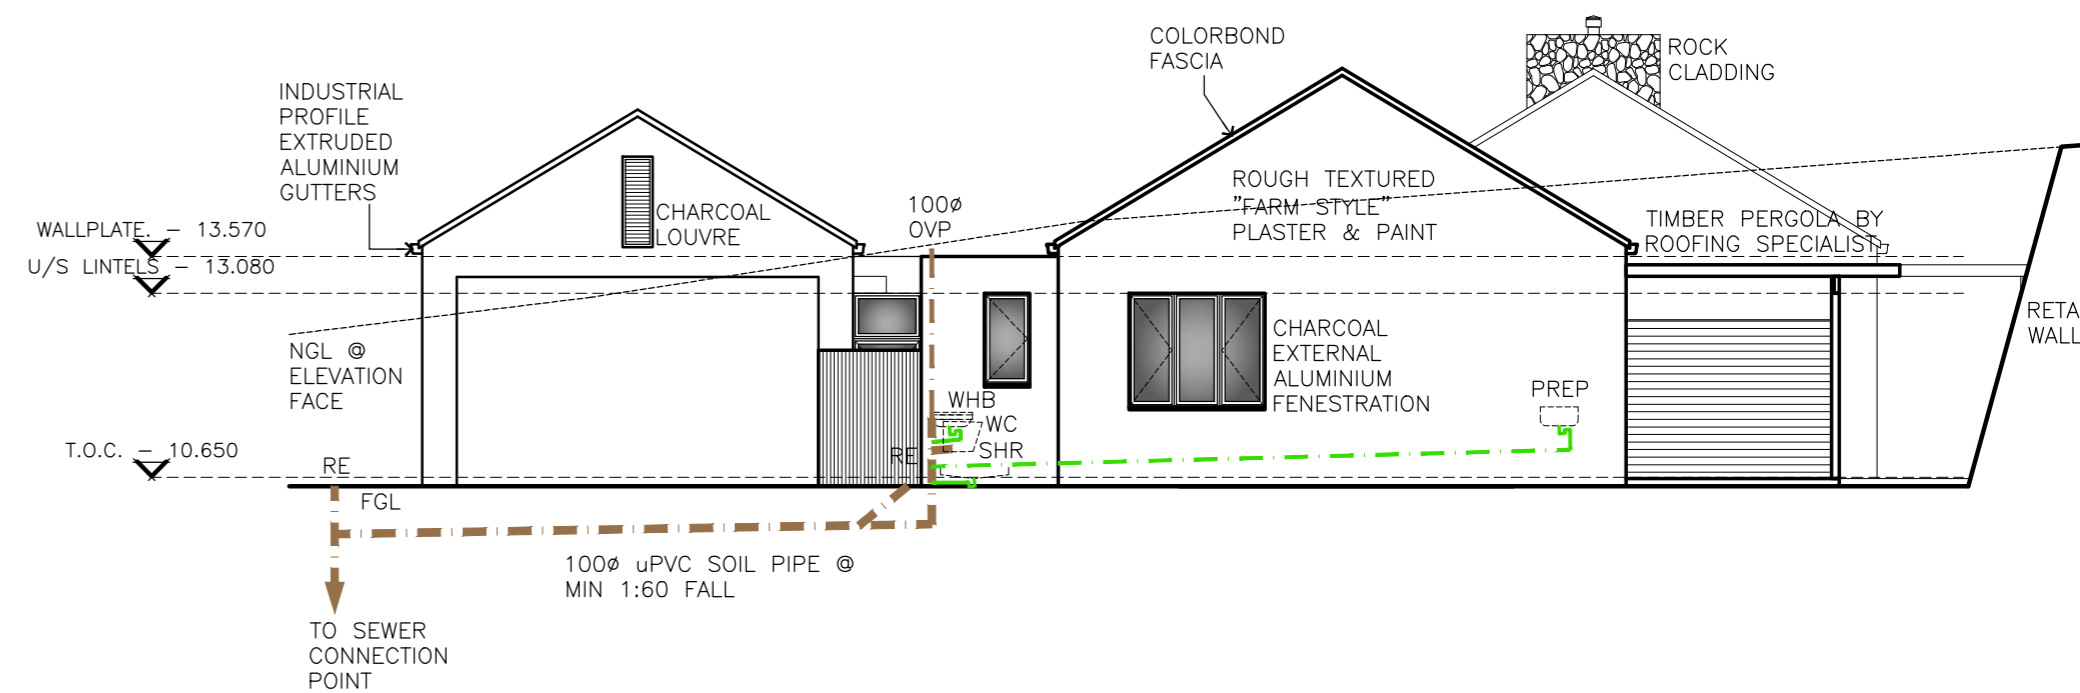 COLORBOND
FASCIA
ROCK
CLADDING
INDUSTRIAL
PROFILE
EXTRUDED
ALUMINIUM
GUTTERS
CHARCOAL
LOUVRE
100ø
OVP
ROUGH TEXTURED
"FARM STYLE"
PLASTER & PAINT
TIMBER PERGOLA BY
ROOFING SPECIALIST
WALLPLATE. - 13.570
U/S LINTELS - 13.080
NGL @
ELEVATION
FACE
CHARCOAL
EXTERNAL
ALUMINIUM
FENESTRATION
RETA
WALL
PREP
WHB
WC
SHR
RE
T.O.C. - 10.650
RE
FGL
100ø uPVC SOIL PIPE @
MIN 1:60 FALL
TO SEWER
CONNECTION
POINT